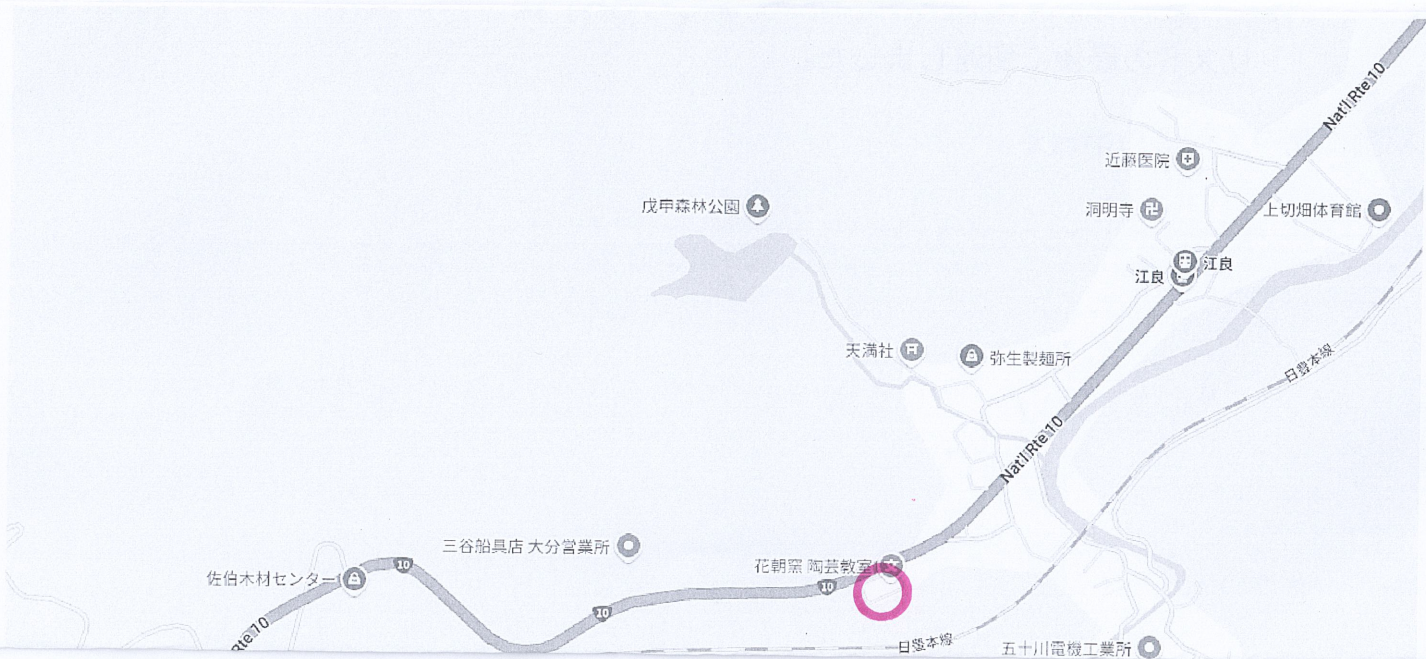 Nat'l Rte 10
近藤医院
戊申森林公園
洞明寺
上切畑体育館
江良
江良
天満社
弥生製麺所
日豊本線
Nat'l Rte 10
三谷船具店 大分営業所
花朝窯 陶芸教室
佐伯木材センター
10
10
10
Rte 10
日豊本線
五十川電機工業所